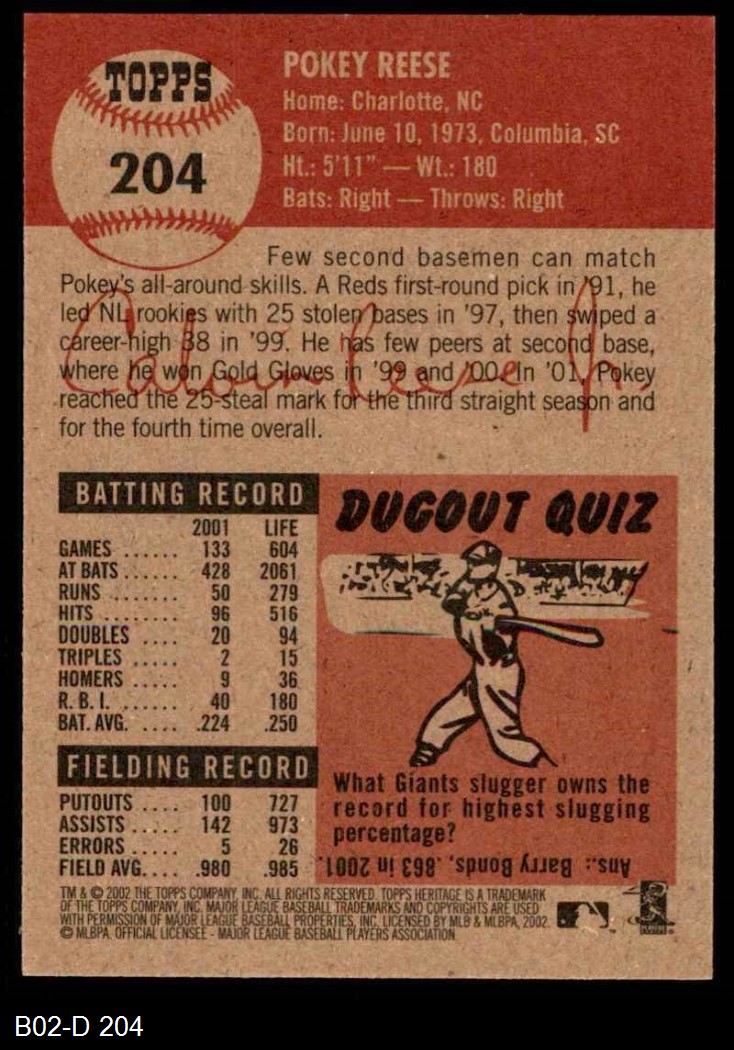 TOPPS
204
POKEY REESE
Home: Charlotte, NC
Born: June 10, 1973, Columbia, SC
Ht.: 5'11" — Wt.: 180
Bats: Right — Throws: Right
Few second basemen can match
Pokey's all-around skills. A Reds first-round pick in '91, he
led NL rookies with 25 stolen bases in '97, then swiped a
career-high 38 in '99. He has few peers at second base,
where he won Gold Gloves in '99 and '00. In '01, Pokey
reached the 25-steal mark for the third straight season and
for the fourth time overall.
Calvin Reese Jr.
BATTING RECORD
2001 LIFE
GAMES ...... 133 604
AT BATS...... 428 2061
RUNS ....... 50 279
HITS ........ 96 516
DOUBLES .... 20 94
TRIPLES ..... 2 15
HOMERS ..... 9 36
R. B. I. ...... 40 180
BAT. AVG. .... .224 .250
FIELDING RECORD
PUTOUTS .... 100 727
ASSISTS ..... 142 973
ERRORS ..... 5 26
FIELD AVG.... .980 .985
DUGOUT QUIZ
What Giants slugger owns the
record for highest slugging
percentage?
Ans.: Barry Bonds, .863 in 2001.
TM & © 2002 THE TOPPS COMPANY, INC. ALL RIGHTS RESERVED. TOPPS HERITAGE IS A TRADEMARK
OF THE TOPPS COMPANY, INC. MAJOR LEAGUE BASEBALL TRADEMARKS AND COPYRIGHTS ARE USED
WITH PERMISSION OF MAJOR LEAGUE BASEBALL PROPERTIES, INC. LICENSED BY MLB & MLBPA, 2002.
© MLBPA. OFFICIAL LICENSEE - MAJOR LEAGUE BASEBALL PLAYERS ASSOCIATION
B02-D 204